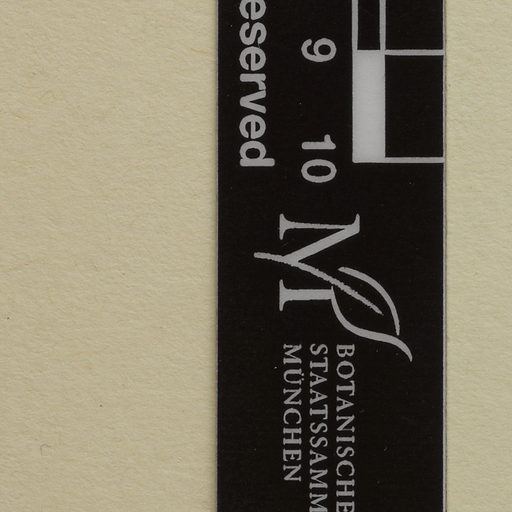 eserved
9
10
M
BOTANISCHE
STAATSSAMM
MÜNCHEN